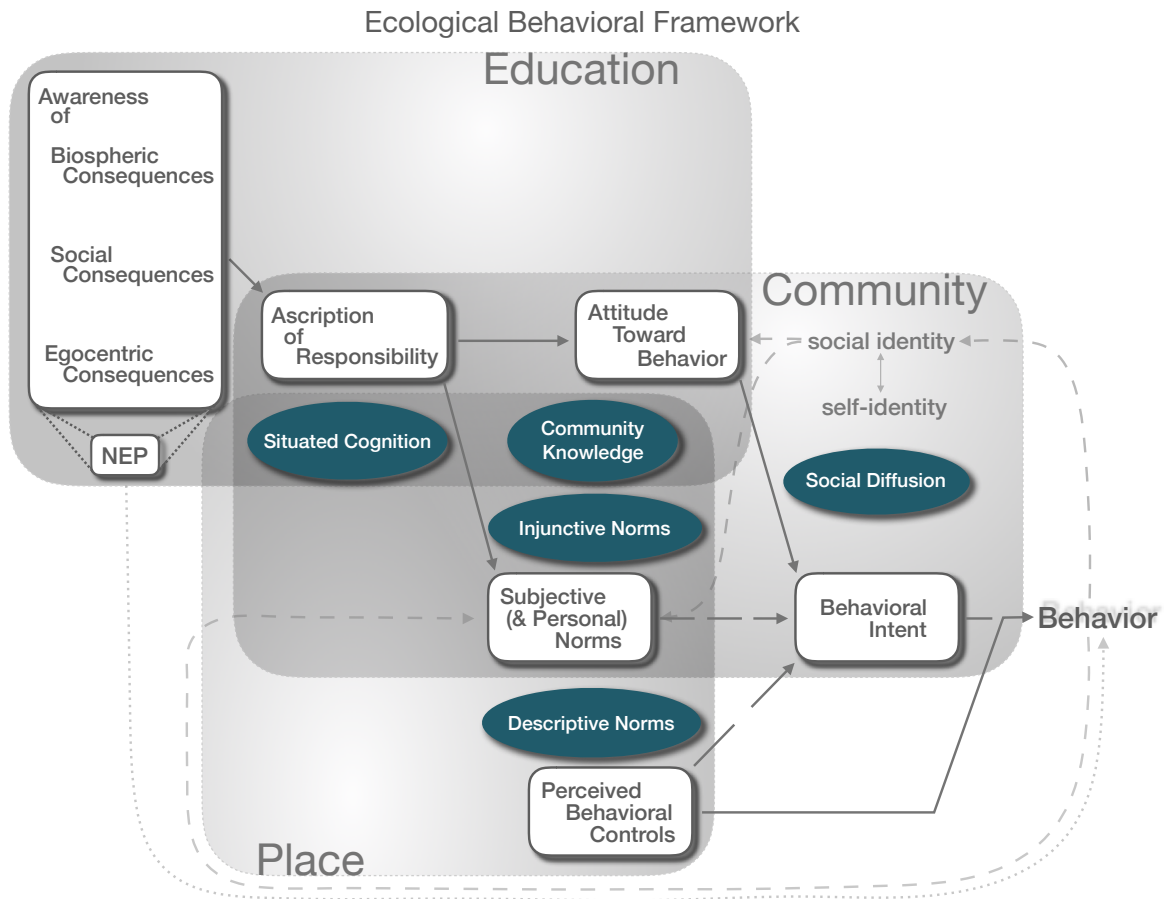 Ecological Behavioral Framework
Education
Awareness
of
Biospheric
Consequences
Social
Consequences
Egocentric
Consequences
NEP
Community
Ascription
of
Responsibility
Attitude
Toward
Behavior
social identity
self-identity
Situated Cognition
Community
Knowledge
Social Diffusion
Injunctive Norms
Subjective
(& Personal)
Norms
Behavioral
Intent
Behavior
Descriptive Norms
Perceived
Behavioral
Controls
Place